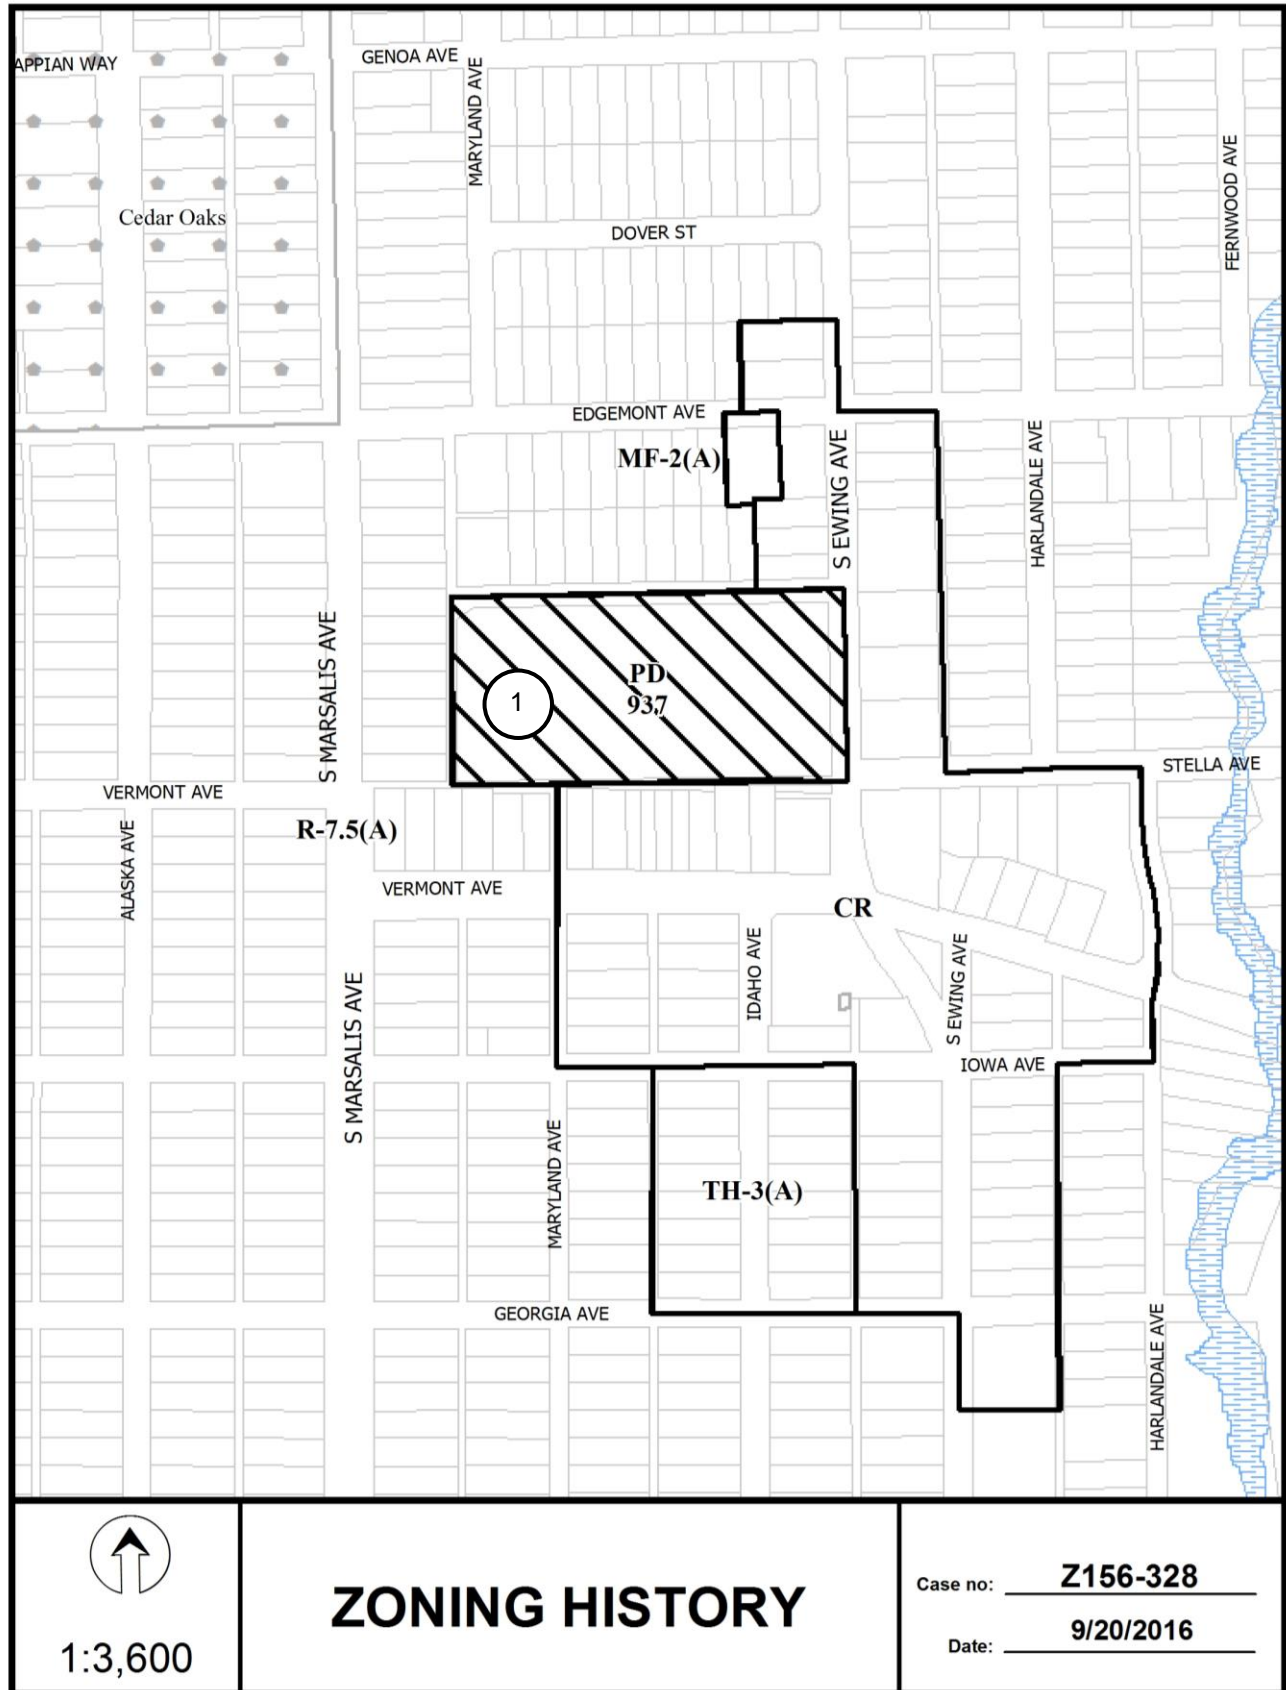 APPIAN WAY
GENOA AVE
MARYLAND AVE
FERNWOOD AVE
Cedar Oaks
DOVER ST
EDGEMONT AVE
MF-2(A)
S EWING AVE
HARLANDALE AVE
S MARSALIS AVE
PD
937
1
STELLA AVE
VERMONT AVE
R-7.5(A)
ALASKA AVE
VERMONT AVE
CR
IDAHO AVE
S EWING AVE
S MARSALIS AVE
IOWA AVE
MARYLAND AVE
TH-3(A)
GEORGIA AVE
HARLANDALE AVE
1:3,600
ZONING HISTORY
Case no: Z156-328
Date: 9/20/2016